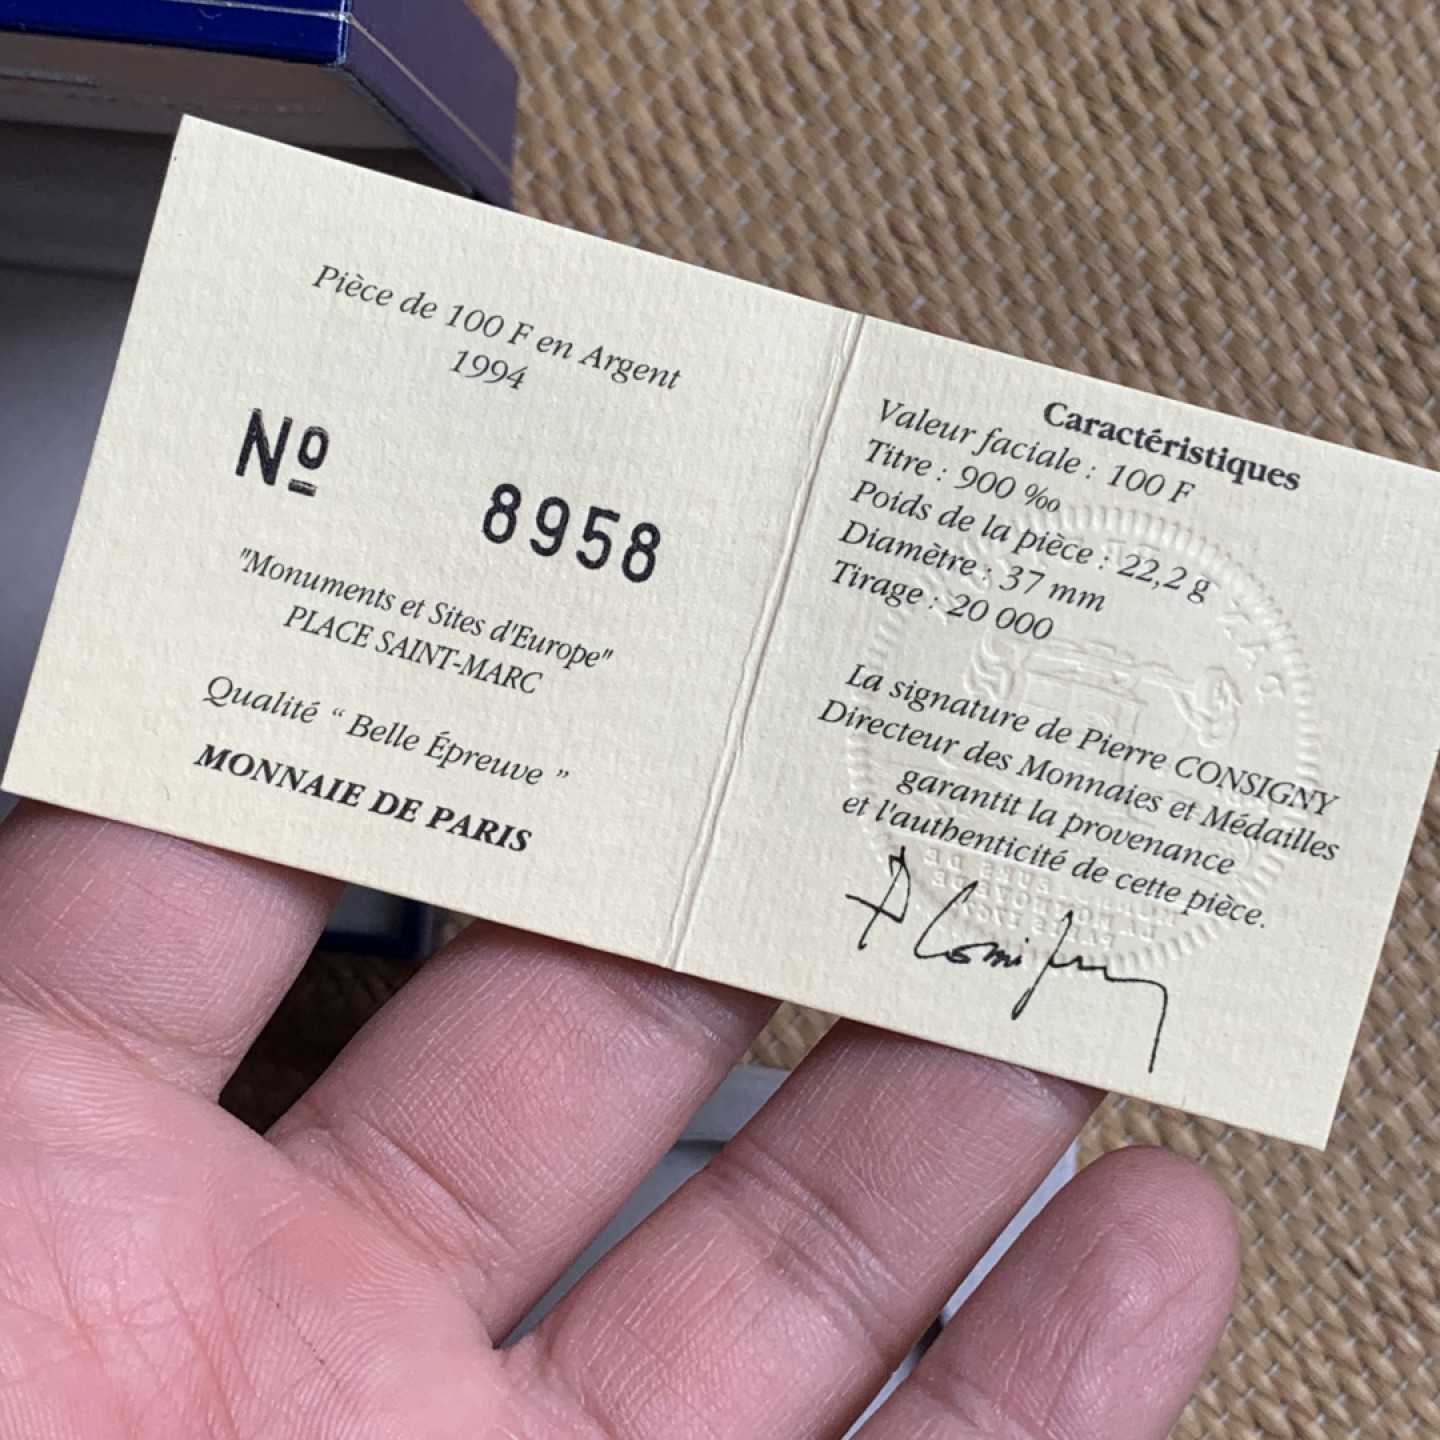 Pièce de 100 F en Argent
1994
Nº 8958
"Monuments et Sites d'Europe"
PLACE SAINT-MARC
Qualité “ Belle Épreuve ”
MONNAIE DE PARIS
Caractéristiques
Valeur faciale : 100 F
Titre : 900 ‰
Poids de la pièce : 22,2 g
Diamètre : 37 mm
Tirage : 20 000
La signature de Pierre CONSIGNY
Directeur des Monnaies et Médailles
garantit la provenance
et l'authenticité de cette pièce.